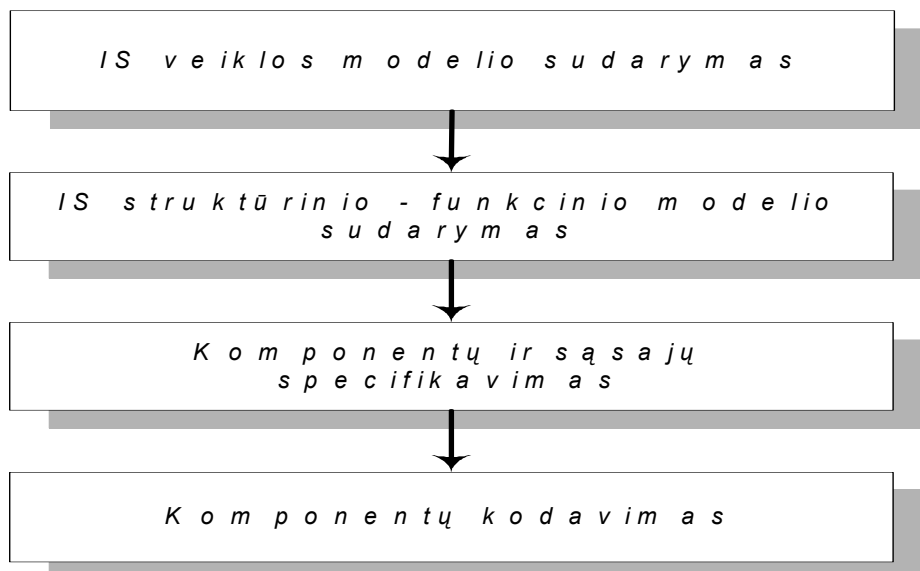 IS veiklos modelio sudarymas
IS struktūrinio - funkcinio modelio
sudarymas
Komponentų ir sąsajų
specifikavimas
Komponentų kodavimas